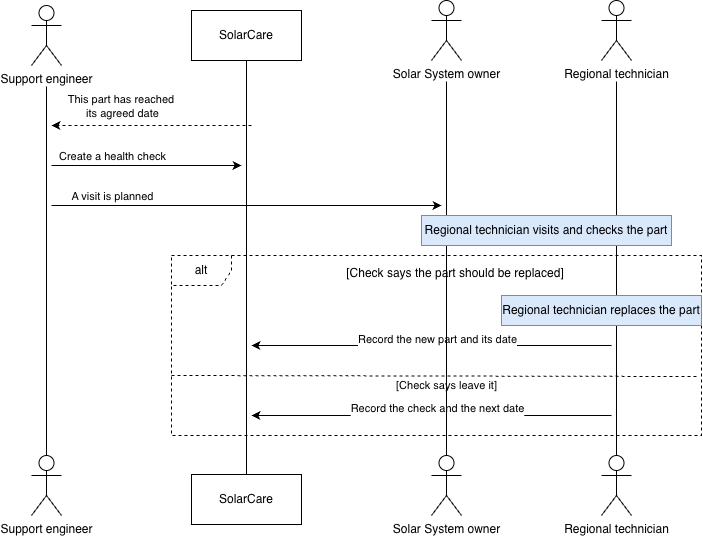 SolarCare
Support engineer
Solar System owner
Regional technician
This part has reached
its agreed date
Create a health check
A visit is planned
Regional technician visits and checks the part
alt
[Check says the part should be replaced]
Regional technician replaces the part
Record the new part and its date
[Check says leave it]
Record the check and the next date
SolarCare
Support engineer
Solar System owner
Regional technician